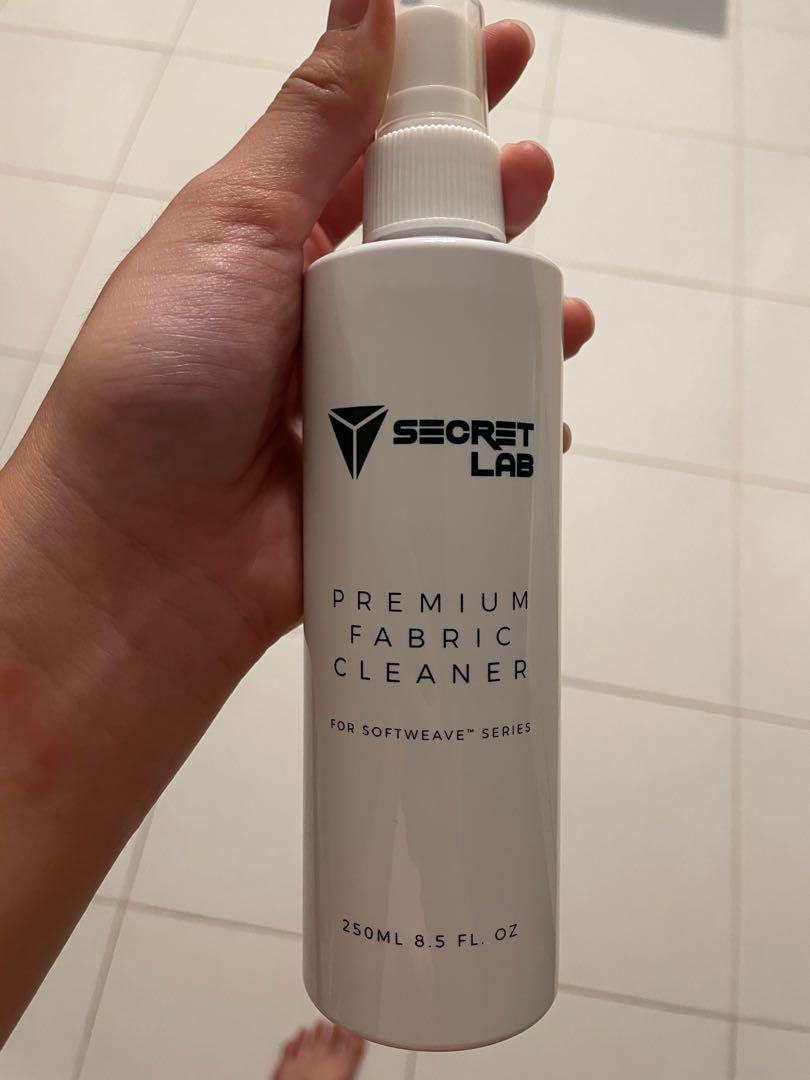 SECRET
LAB
PREMIUM
FABRIC
CLEANER
FOR SOFTWEAVE™ SERIES
250ML 8.5 FL. OZ